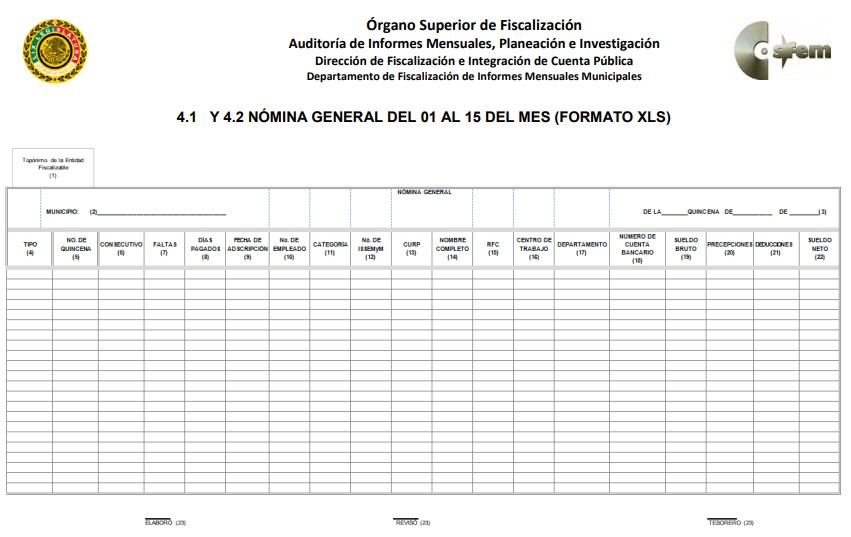 Órgano Superior de Fiscalización
Auditoría de Informes Mensuales, Planeación e Investigación
Dirección de Fiscalización e Integración de Cuenta Pública
Departamento de Fiscalización de Informes Mensuales Municipales
osfem
4.1 Y 4.2 NÓMINA GENERAL DEL 01 AL 15 DEL MES (FORMATO XLS)
Topónimo de la Entidad
Fiscalizable
(1)
NÓMINA GENERAL
MUNICIPIO: (2)____________________ DE LA_______QUINCENA DE__________ DE ________(3)
TIPO (4)
NO. DE QUINCENA (5)
CONSECUTIVO (6)
FALTAS (7)
DÍAS PAGADOS (8)
FECHA DE ADSCRIPCIÓN (9)
No. DE EMPLEADO (10)
CATEGORÍA (11)
No. DE ISSEMyM (12)
CURP (13)
NOMBRE COMPLETO (14)
RFC (15)
CENTRO DE TRABAJO (16)
DEPARTAMENTO (17)
NÚMERO DE CUENTA BANCARIO (18)
SUELDO BRUTO (19)
PRECEPCIONES (20)
DEDUCCIONES (21)
SUELDO NETO (22)
ELABORÓ (23) REVISÓ (23) TESORERO (23)